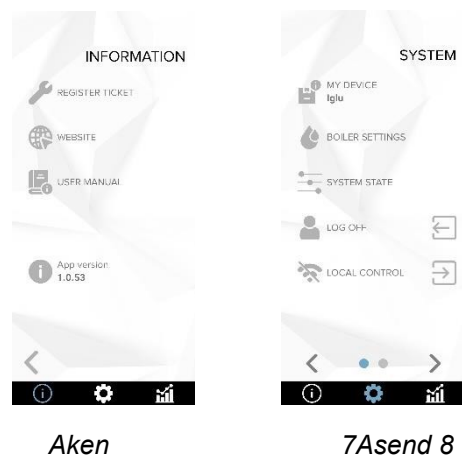 INFORMATION
REGISTER TICKET
WEBSITE
USER MANUAL
App version
1.0.53
Aken
SYSTEM
MY DEVICE
Iglu
BOILER SETTINGS
SYSTEM STATE
LOG OFF
LOCAL CONTROL
7Asend 8